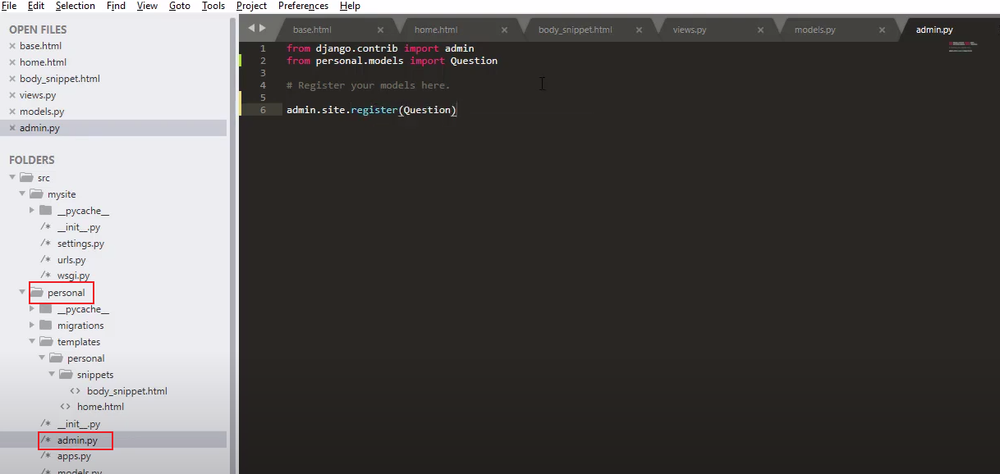 File Edit Selection Find View Goto Tools Project Preferences Help
OPEN FILES
base.html
home.html
body_snippet.html
views.py
models.py
admin.py
FOLDERS
src
mysite
__pycache__
/* __init__.py
/* settings.py
/* urls.py
/* wsgi.py
personal
__pycache__
migrations
templates
personal
snippets
<> body_snippet.html
<> home.html
/* __init__.py
/* admin.py
/* apps.py
/* models.py
base.html home.html body_snippet.html views.py models.py admin.py
1 from django.contrib import admin
2 from personal.models import Question
3
4 # Register your models here.
5
6 admin.site.register(Question)